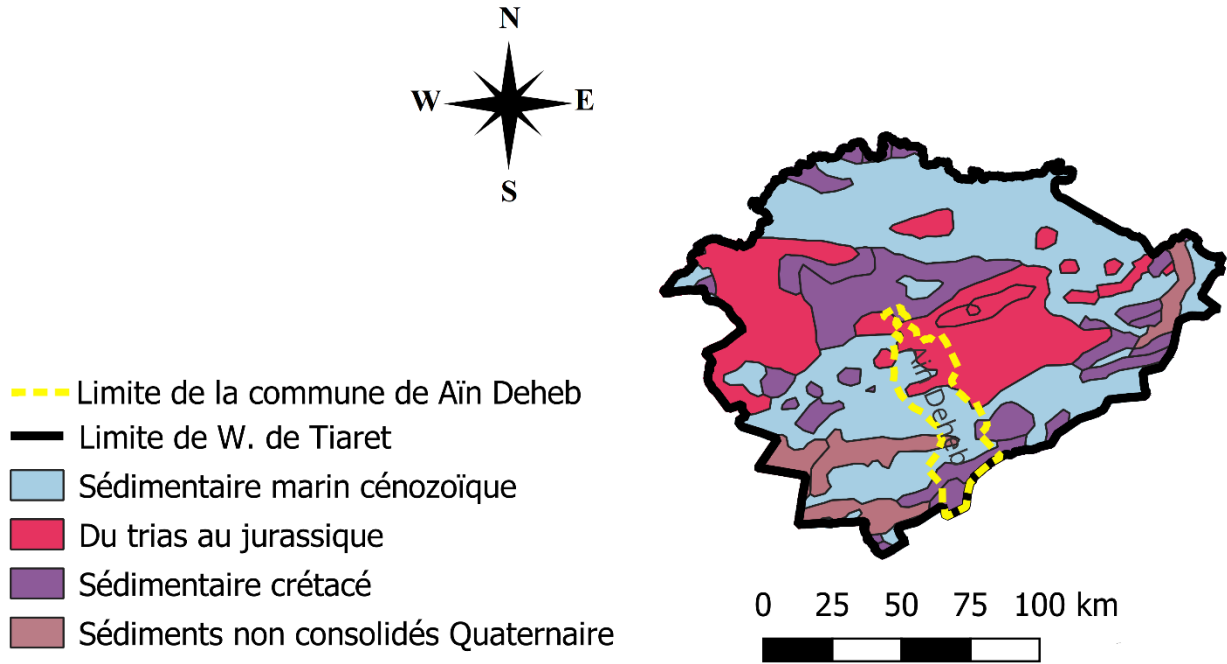 N
W E
S
Limite de la commune de Aïn Deheb
Limite de W. de Tiaret
Sédimentaire marin cénozoïque
Du trias au jurassique
Sédimentaire crétacé
Sédiments non consolidés Quaternaire
Aïn Deheb
0 25 50 75 100 km